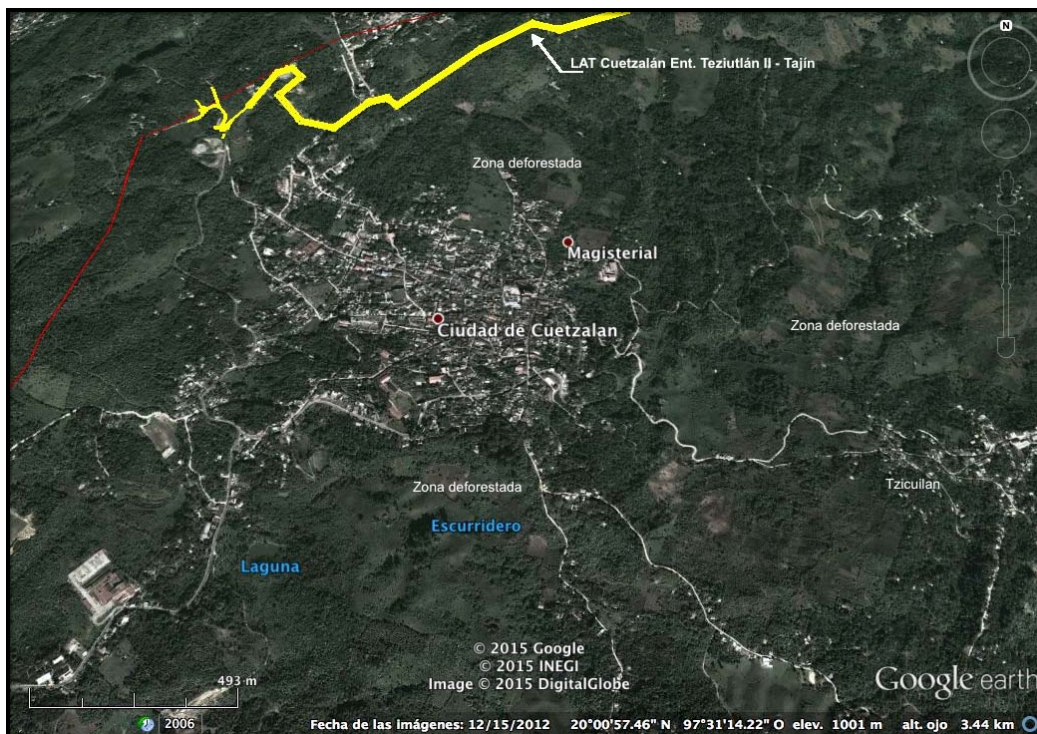 N
LAT Cuetzalán Ent. Teziutlán II - Tajín
Zona deforestada
Magisterial
Ciudad de Cuetzalan
Zona deforestada
Zona deforestada
Tzicuilan
Escurridero
Laguna
© 2015 Google
© 2015 INEGI
Image © 2015 DigitalGlobe
Google earth
493 m
2006
Fecha de las imágenes: 12/15/2012 20°00'57.46" N 97°31'14.22" O elev. 1001 m alt. ojo 3.44 km